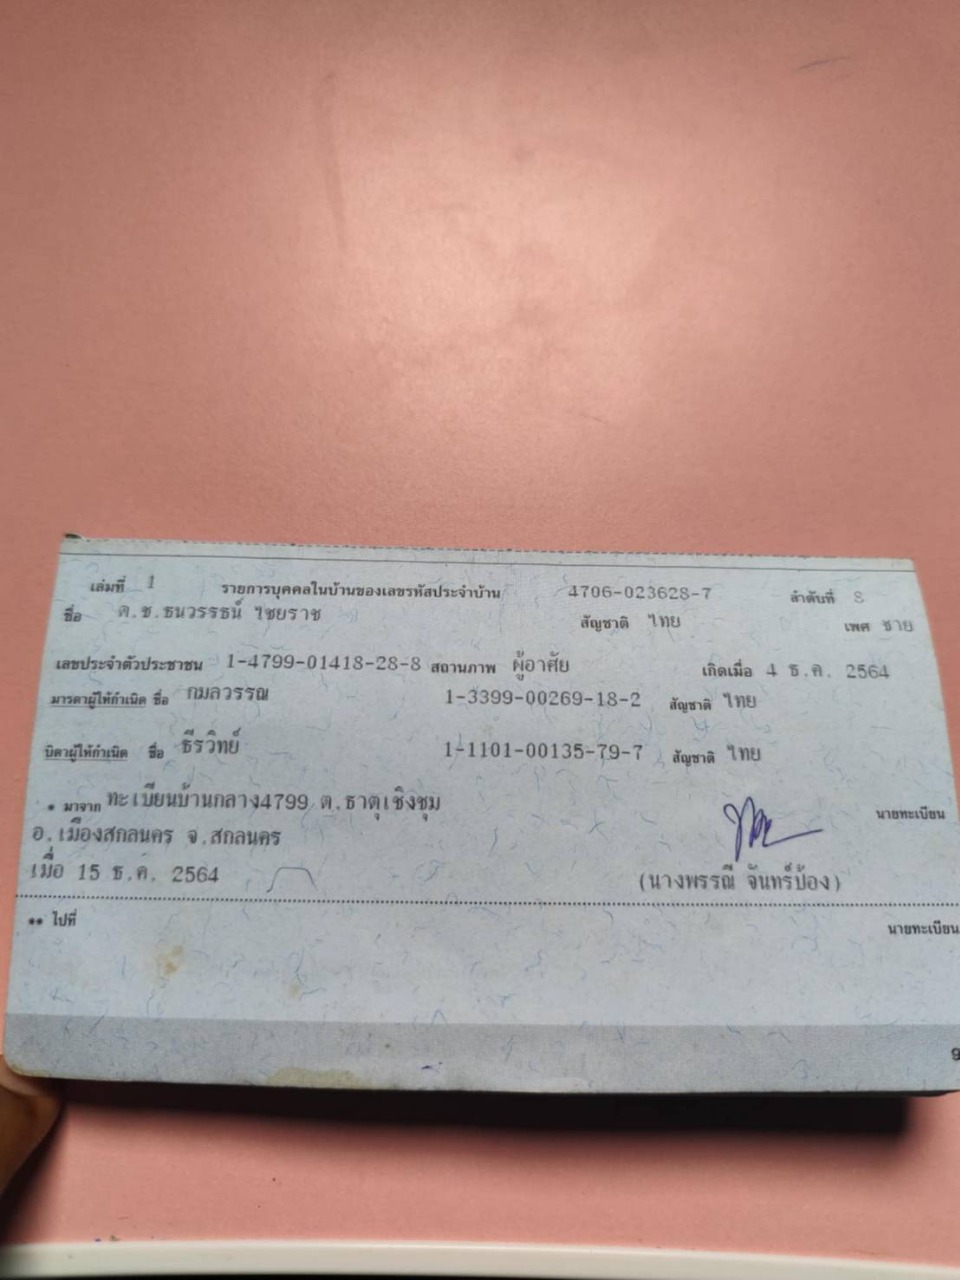 เล่มที่ 1 รายการบุคคลในบ้านของเลขรหัสประจำบ้าน 4706-023628-7 ลำดับที่ 8
ชื่อ ด.ช.ธนวรรธน์ ไชยราช สัญชาติ ไทย เพศ ชาย
เลขประจำตัวประชาชน 1-4799-01418-28-8 สถานภาพ ผู้อาศัย เกิดเมื่อ 4 ธ.ค. 2564
มารดาผู้ให้กำเนิด ชื่อ กมลวรรณ 1-3399-00269-18-2 สัญชาติ ไทย
บิดาผู้ให้กำเนิด ชื่อ ธีรวิทย์ 1-1101-00135-79-7 สัญชาติ ไทย
* มาจาก ทะเบียนบ้านกลาง4799 ต.ธาตุเชิงชุม นายทะเบียน
อ.เมืองสกลนคร จ.สกลนคร
เมื่อ 15 ธ.ค. 2564 (นางพรรณี จันทร์ป้อง)
** ไปที่ นายทะเบียน
9